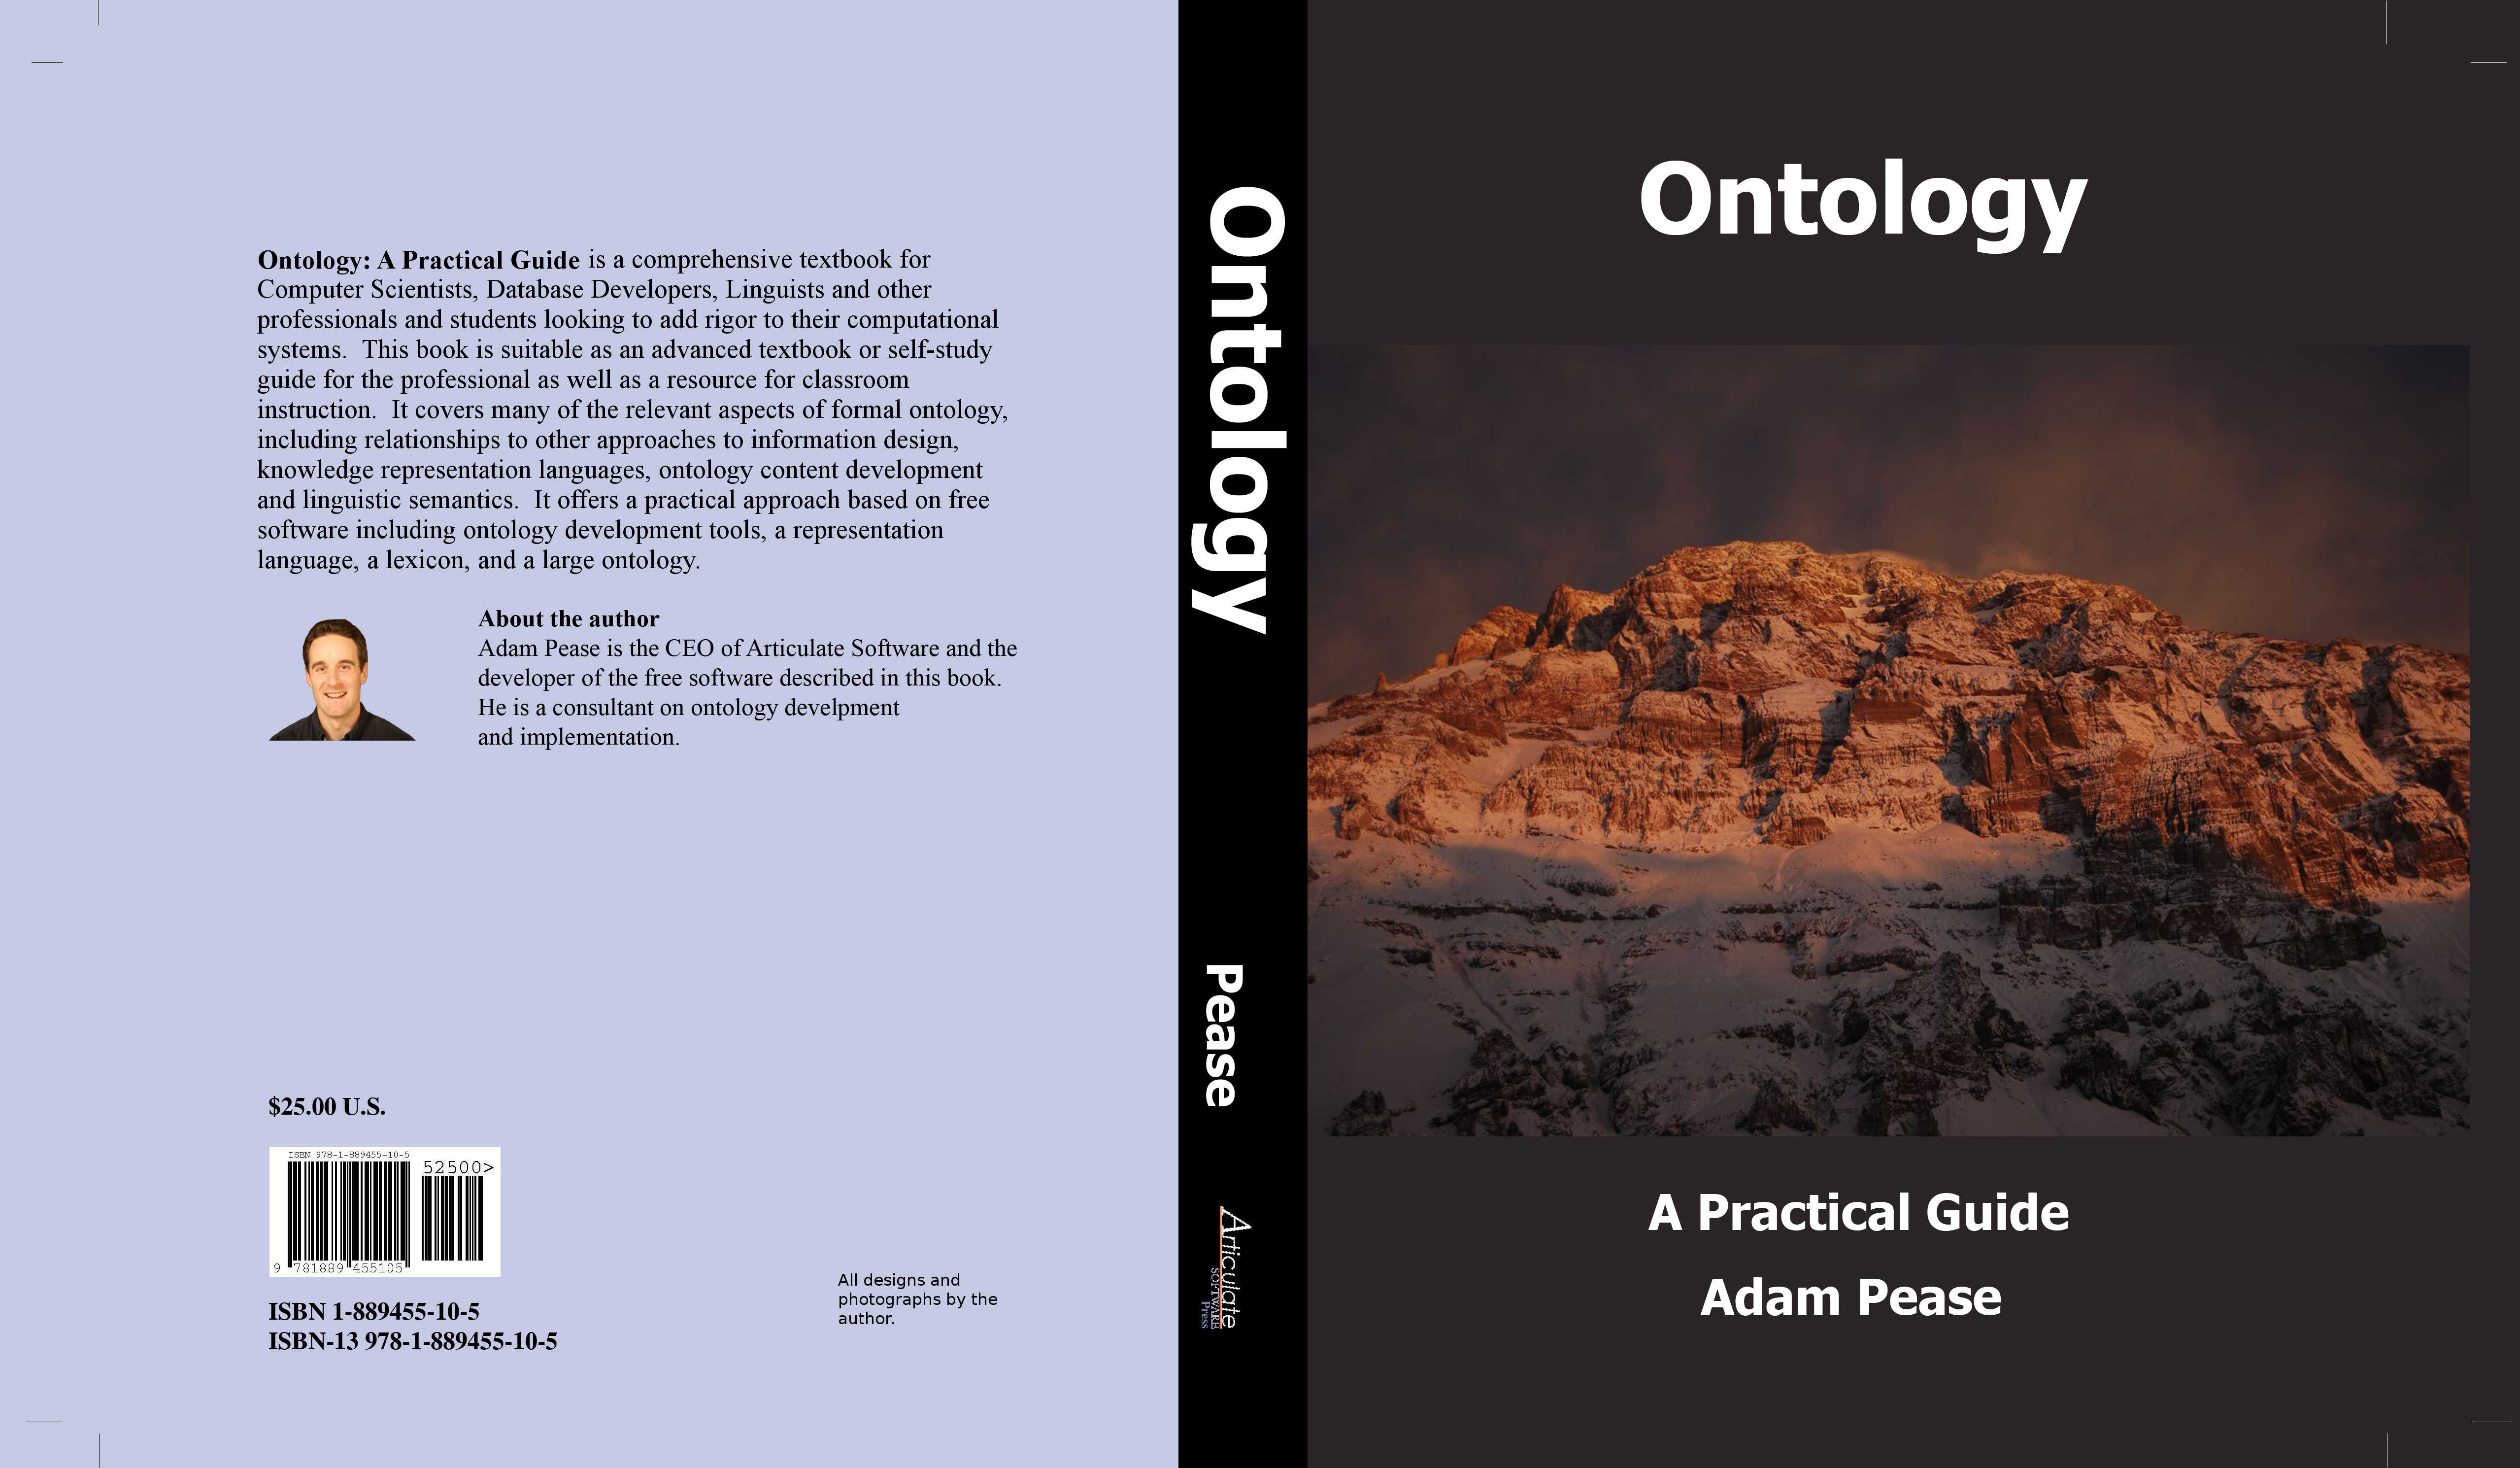 Ontology: A Practical Guide is a comprehensive textbook for
Computer Scientists, Database Developers, Linguists and other
professionals and students looking to add rigor to their computational
systems.  This book is suitable as an advanced textbook or self-study
guide for the professional as well as a resource for classroom
instruction.  It covers many of the relevant aspects of formal ontology,
including relationships to other approaches to information design,
knowledge representation languages, ontology content development
and linguistic semantics.  It offers a practical approach based on free
software including ontology development tools, a representation
language, a lexicon, and a large ontology.
About the author
Adam Pease is the CEO of Articulate Software and the
developer of the free software described in this book.
He is a consultant on ontology develpment
and implementation.
$25.00 U.S.
ISBN 978-1-889455-10-5
52500>
9 781889 455105
ISBN 1-889455-10-5
ISBN-13 978-1-889455-10-5
All designs and
photographs by the
author.
Ontology
Pease
Articulate
SOFTWARE
Press
Ontology
A Practical Guide
Adam Pease